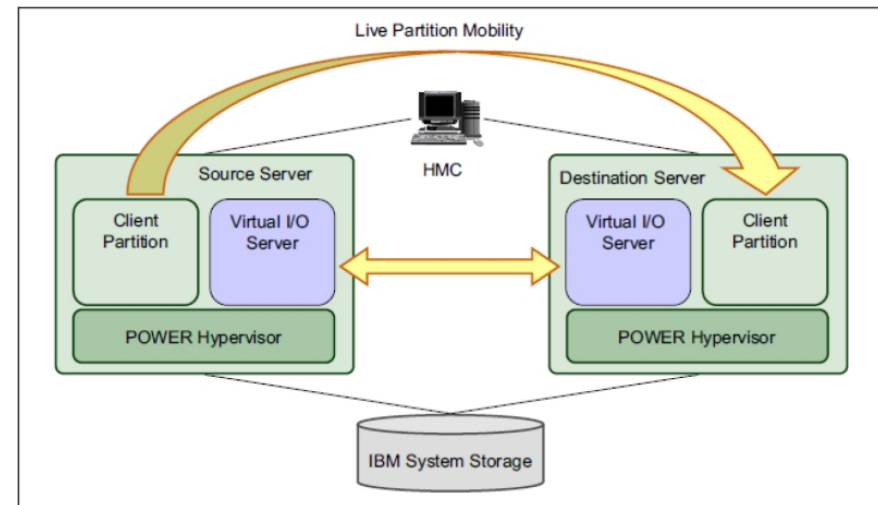 Live Partition Mobility
HMC
Source Server
Client
Partition
Virtual I/O
Server
POWER Hypervisor
Destination Server
Virtual I/O
Server
Client
Partition
POWER Hypervisor
IBM System Storage